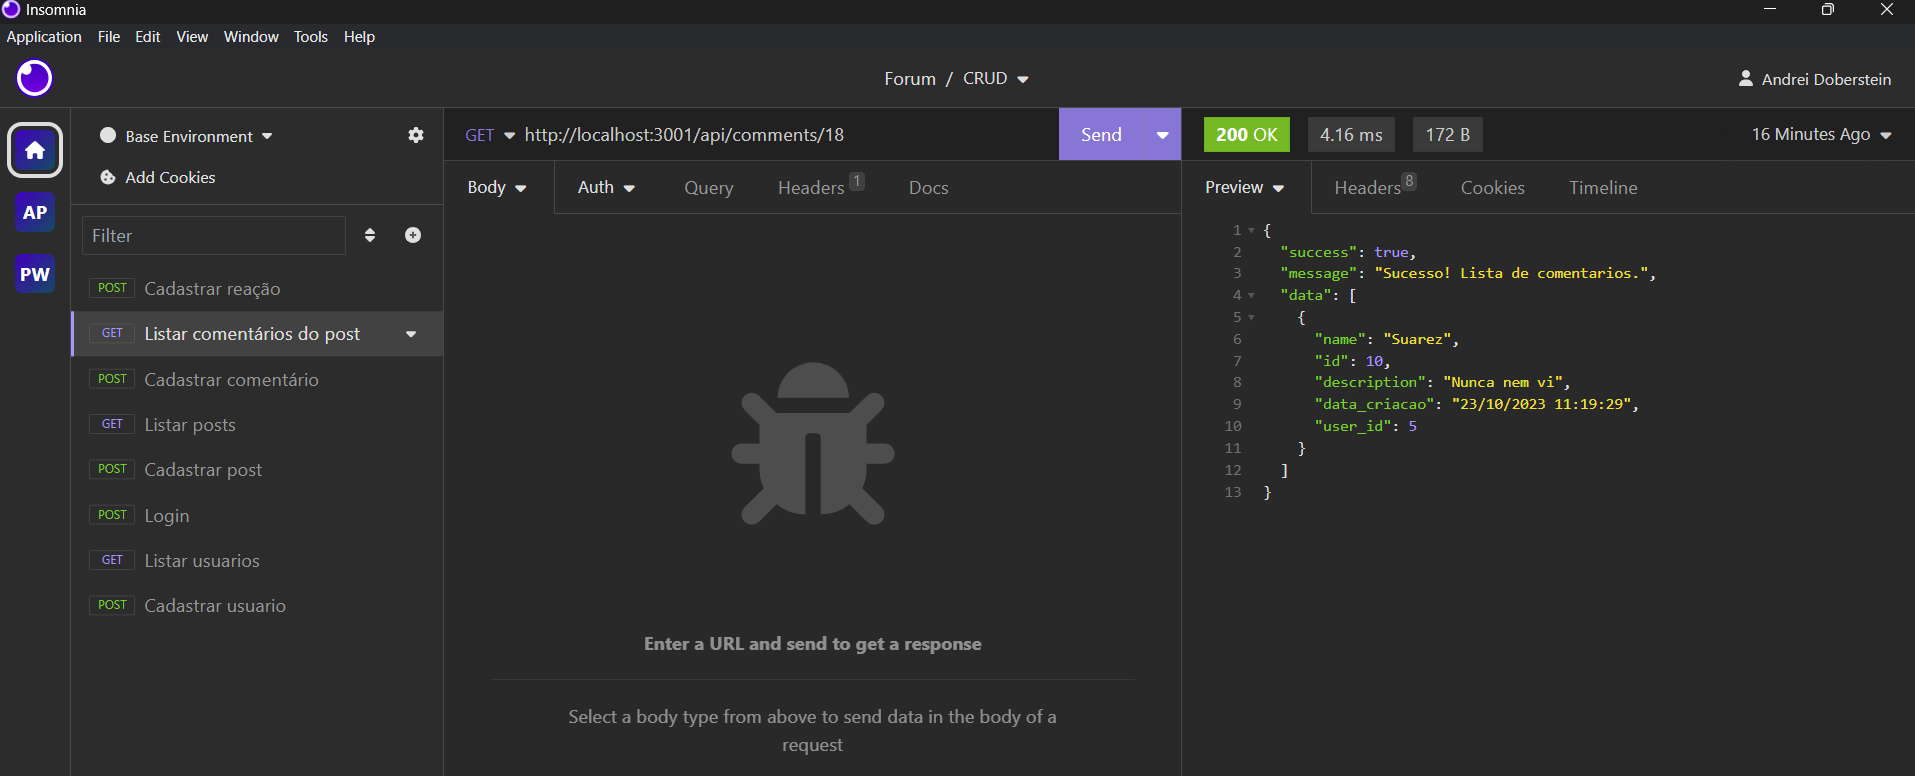 Insomnia
Application File Edit View Window Tools Help
Forum / CRUD
Andrei Doberstein
AP
PW
Base Environment
Add Cookies
Filter
POST Cadastrar reação
GET Listar comentários do post
POST Cadastrar comentário
GET Listar posts
POST Cadastrar post
POST Login
GET Listar usuarios
POST Cadastrar usuario
GET http://localhost:3001/api/comments/18 Send
Body Auth Query Headers 1 Docs
Enter a URL and send to get a response
Select a body type from above to send data in the body of a
request
200 OK 4.16 ms 172 B 16 Minutes Ago
Preview Headers 8 Cookies Timeline
1 {
2 "success": true,
3 "message": "Sucesso! Lista de comentarios.",
4 "data": [
5 {
6 "name": "Suarez",
7 "id": 10,
8 "description": "Nunca nem vi",
9 "data_criacao": "23/10/2023 11:19:29",
10 "user_id": 5
11 }
12 ]
13 }